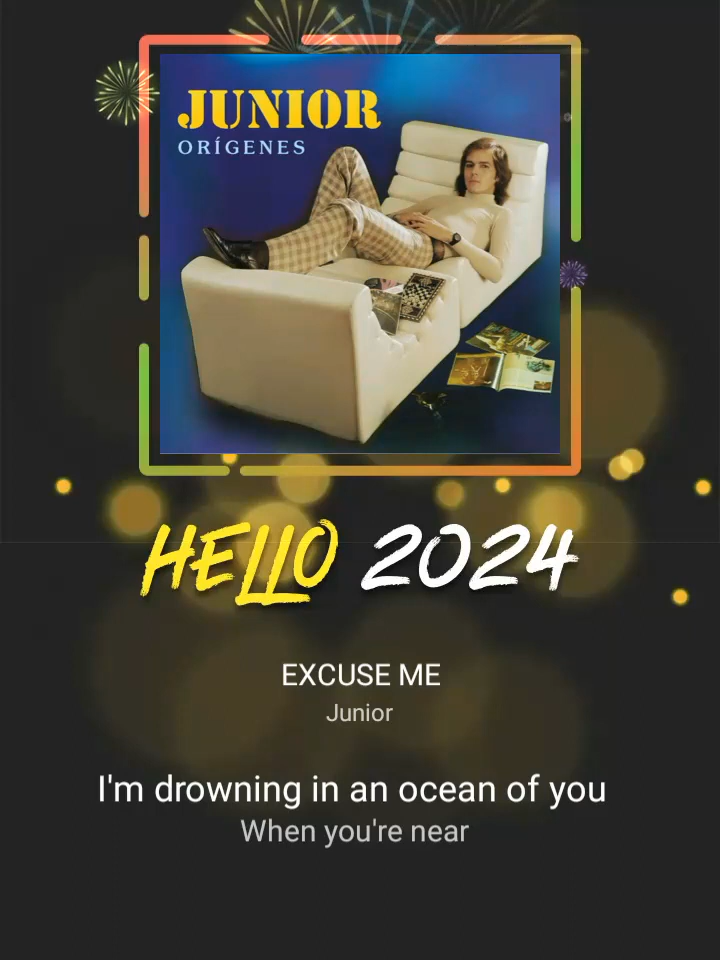 JUNIOR
ORÍGENES
HELLO 2024
EXCUSE ME
Junior
I'm drowning in an ocean of you
When you're near